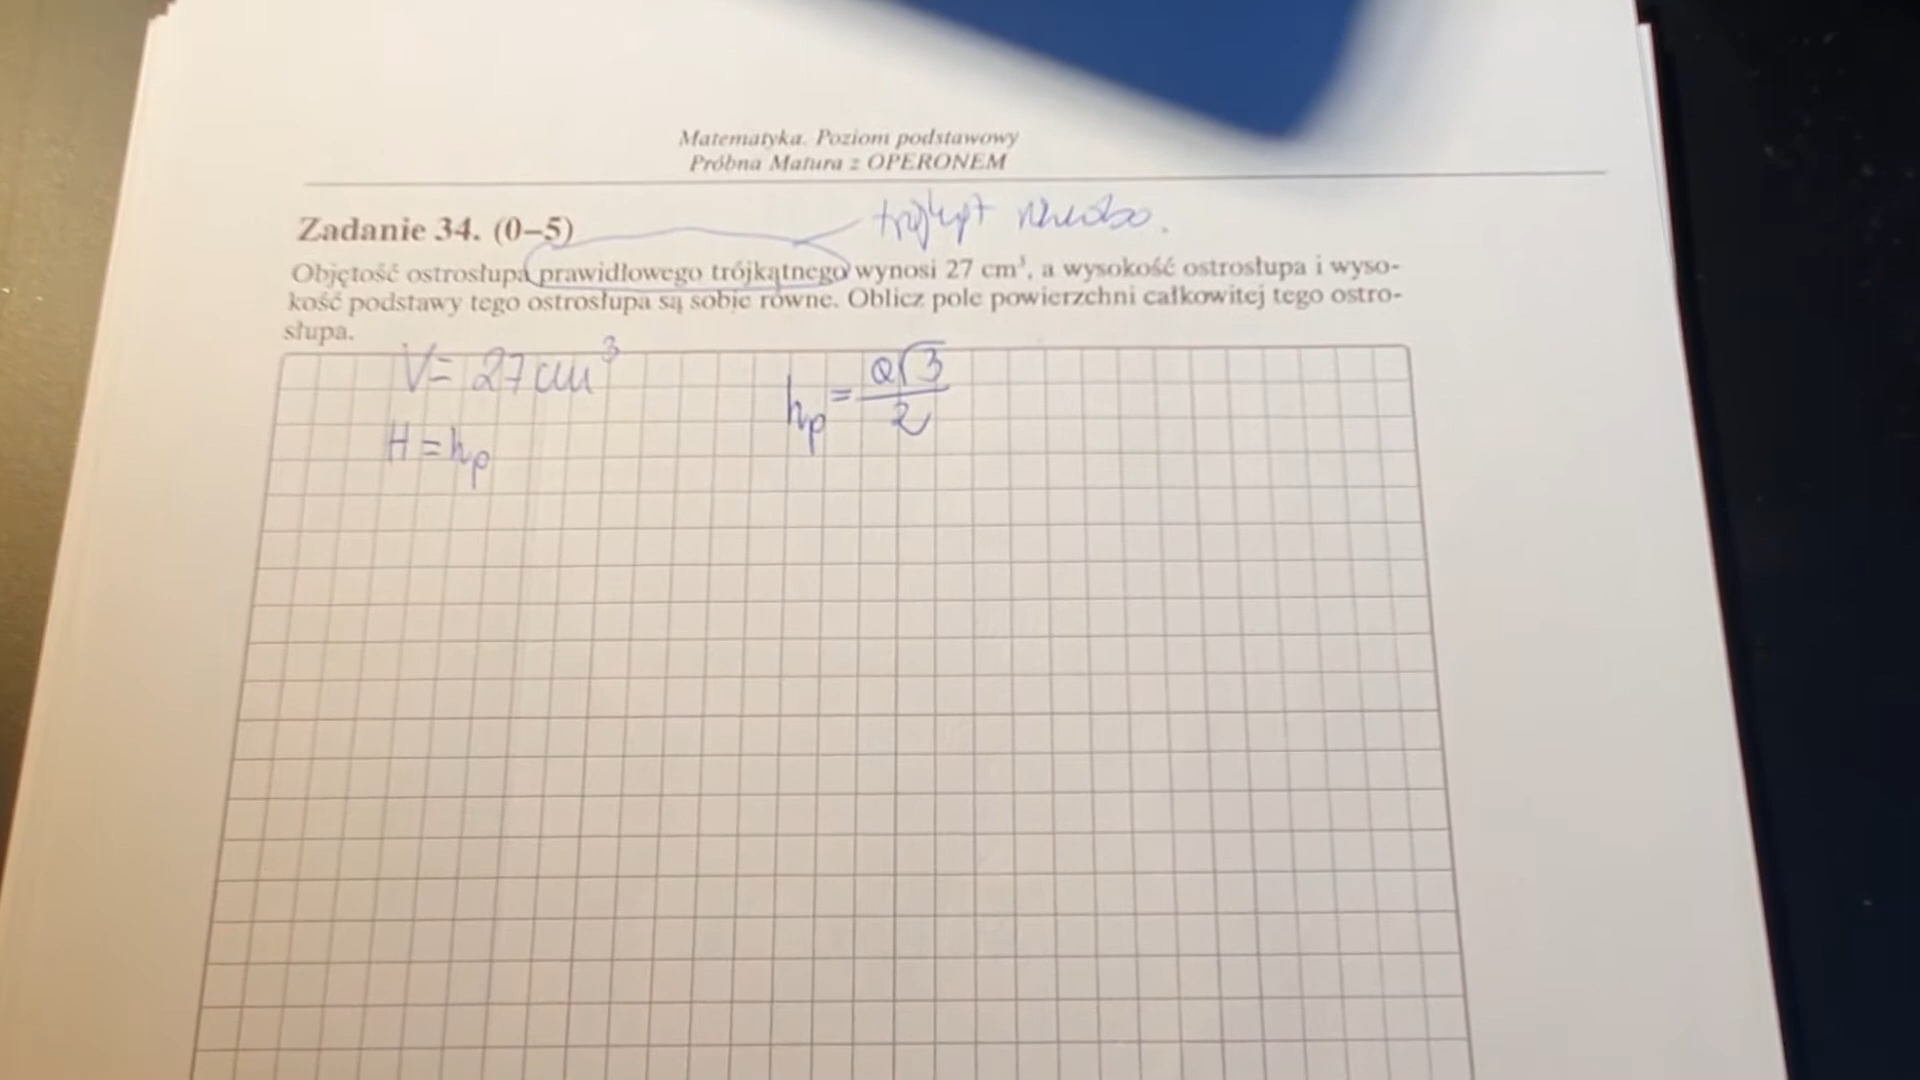 Matematyka. Poziom podstawowy
Próbna Matura z OPERONEM
Zadanie 34. (0–5)
Objętość ostrosłupa prawidłowego trójkątnego wynosi 27 cm³, a wysokość ostrosłupa i wyso-
kość podstawy tego ostrosłupa są sobie równe. Oblicz pole powierzchni całkowitej tego ostro-
słupa.
V = 27 cm³
hₚ = a√3/2
H = hₚ